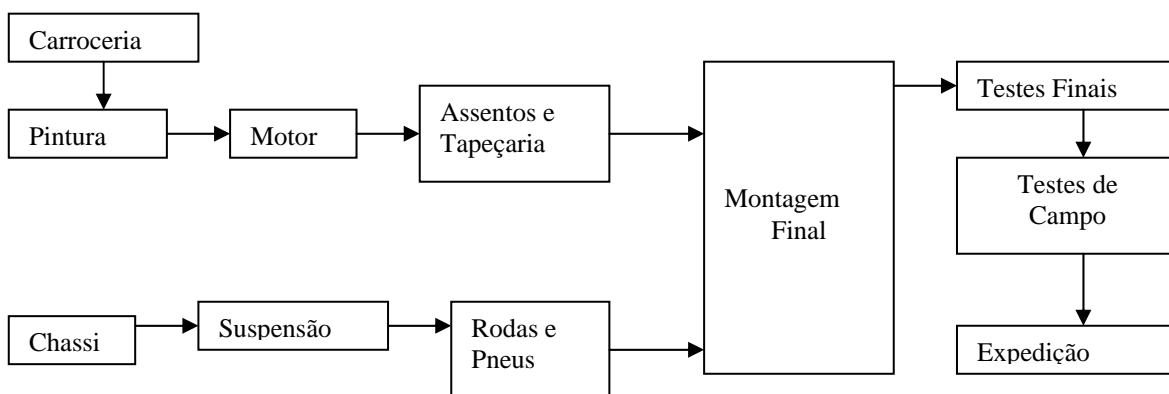 Carroceria
Pintura
Motor
Assentos e
Tapeçaria
Chassi
Suspensão
Rodas e
Pneus
Montagem
Final
Testes Finais
Testes de
Campo
Expedição